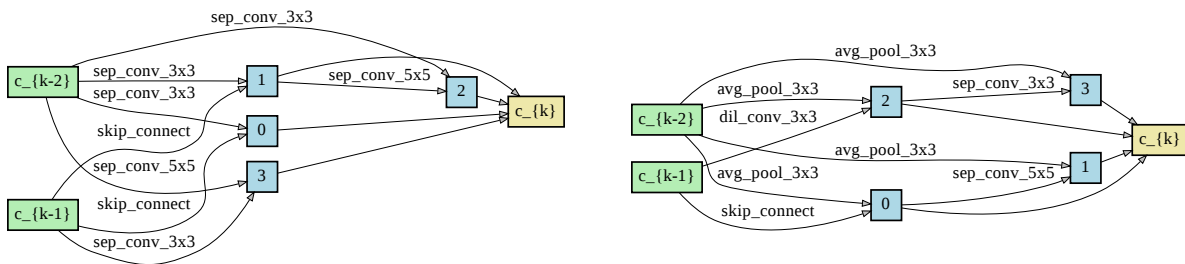 sep_conv_3x3
c_{k-2}
sep_conv_3x3
1
sep_conv_5x5
2
sep_conv_3x3
c_{k}
skip_connect
0
sep_conv_5x5
3
skip_connect
c_{k-1}
sep_conv_3x3
avg_pool_3x3
avg_pool_3x3
sep_conv_3x3
3
c_{k-2}
2
dil_conv_3x3
c_{k}
avg_pool_3x3
1
c_{k-1}
avg_pool_3x3
sep_conv_5x5
0
skip_connect